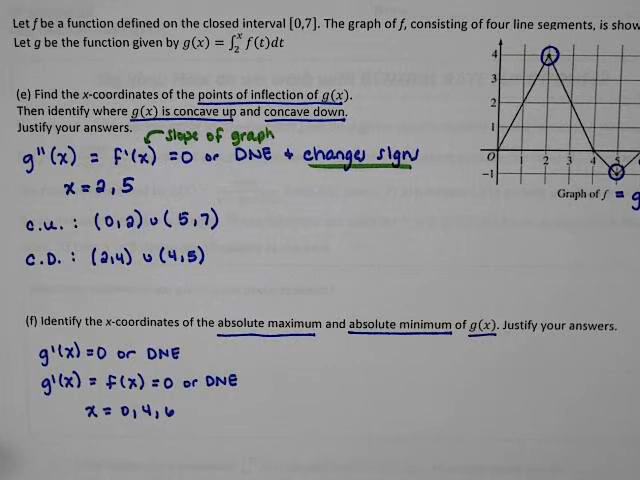 Let f be a function defined on the closed interval [0,7]. The graph of f, consisting of four line segments, is show
Let g be the function given by g(x) = ∫₂ˣ f(t)dt
(e) Find the x-coordinates of the points of inflection of g(x).
Then identify where g(x) is concave up and concave down.
Justify your answers.
slope of graph
g''(x) = f'(x) = 0 or DNE + changes sign
x = 2, 5
C.U. : (0,2) ∪ (5,7)
C.D. : (2,4) ∪ (4,5)
4
3
2
1
O 1 2 3 4 5
-1
Graph of f = g
(f) Identify the x-coordinates of the absolute maximum and absolute minimum of g(x). Justify your answers.
g'(x) = 0 or DNE
g'(x) = f(x) = 0 or DNE
x = 0, 4, 6